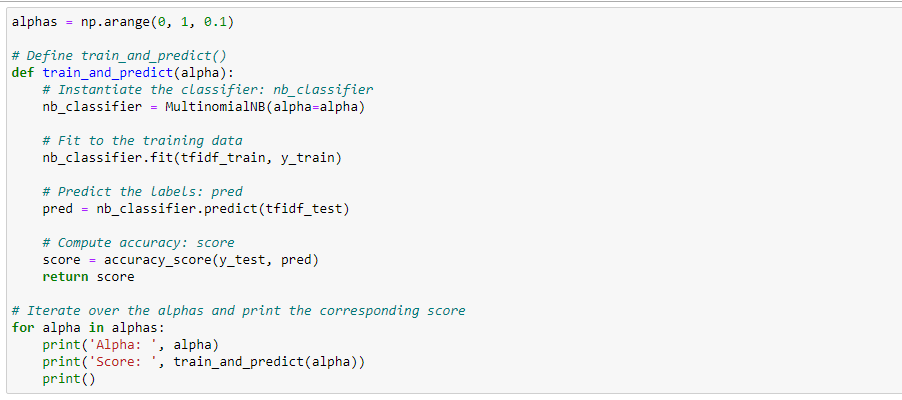 alphas = np.arange(0, 1, 0.1)
# Define train_and_predict()
def train_and_predict(alpha):
    # Instantiate the classifier: nb_classifier
    nb_classifier = MultinomialNB(alpha=alpha)
    # Fit to the training data
    nb_classifier.fit(tfidf_train, y_train)
    # Predict the labels: pred
    pred = nb_classifier.predict(tfidf_test)
    # Compute accuracy: score
    score = accuracy_score(y_test, pred)
    return score
# Iterate over the alphas and print the corresponding score
for alpha in alphas:
    print('Alpha: ', alpha)
    print('Score: ', train_and_predict(alpha))
    print()